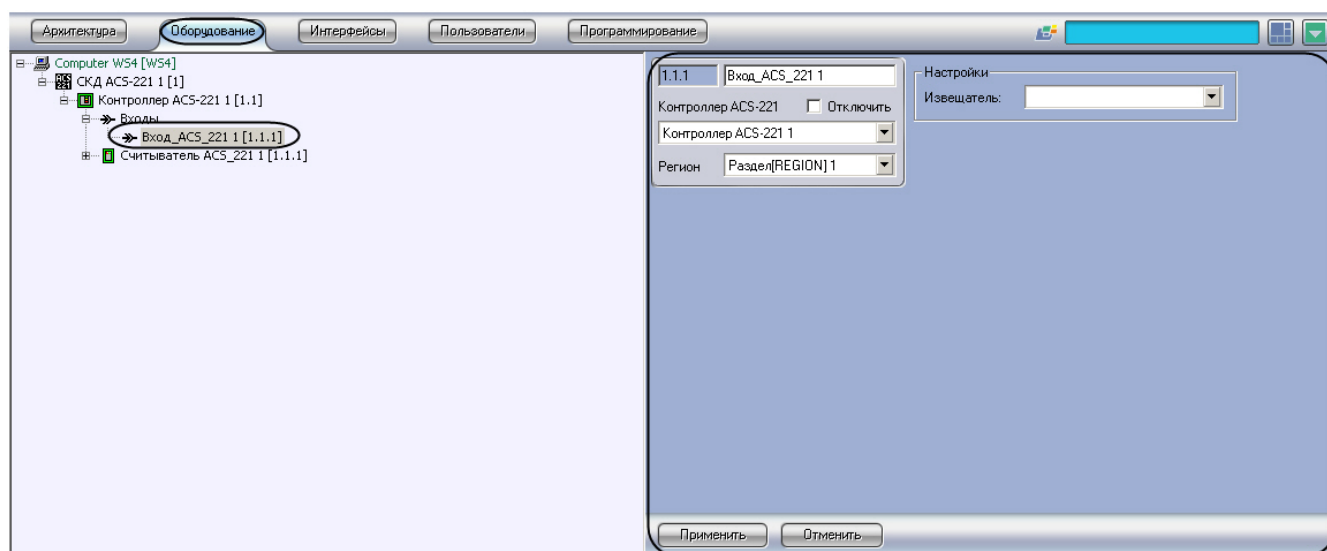 Архитектура Оборудование Интерфейсы Пользователи Программирование
Computer WS4 [WS4]
СКД ACS-221 1 [1]
Контроллер ACS-221 1 [1.1]
Входы
Вход_ACS_221 1 [1.1.1]
Считыватель ACS_221 1 [1.1.1]
1.1.1 Вход_ACS_221 1
Контроллер ACS-221 Отключить
Контроллер ACS-221 1
Регион Раздел[REGION] 1
Настройки
Извещатель:
Применить Отменить